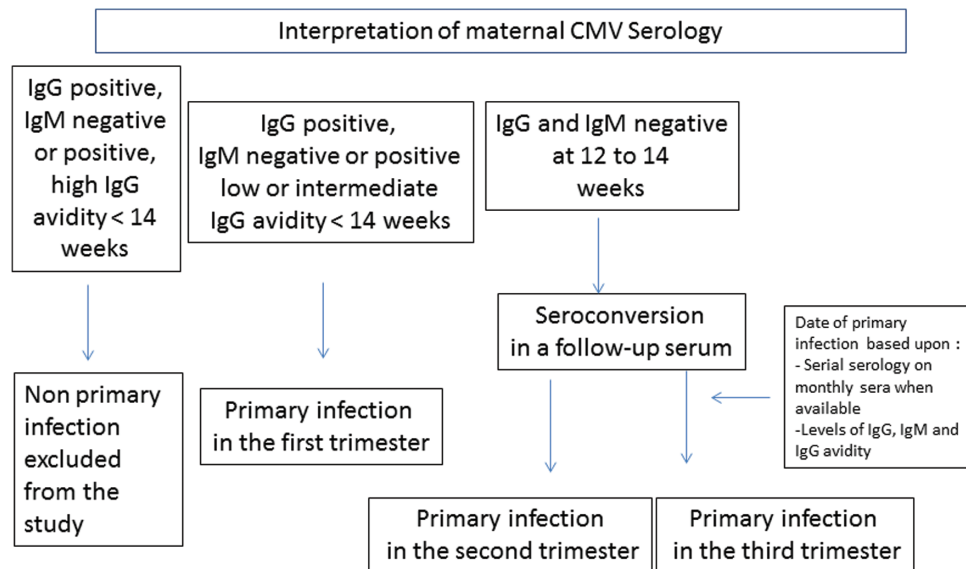 Interpretation of maternal CMV Serology
IgG positive,
IgM negative
or positive,
high IgG
avidity < 14
weeks
IgG positive,
IgM negative or positive
low or intermediate
IgG avidity < 14 weeks
IgG and IgM negative
at 12 to 14
weeks
Seroconversion
in a follow-up serum
Date of primary
infection based upon :
- Serial serology on
monthly sera when
available
-Levels of IgG, IgM and
IgG avidity
Non primary
infection
excluded
from the
study
Primary infection
in the first trimester
Primary infection
in the second trimester
Primary infection
in the third trimester